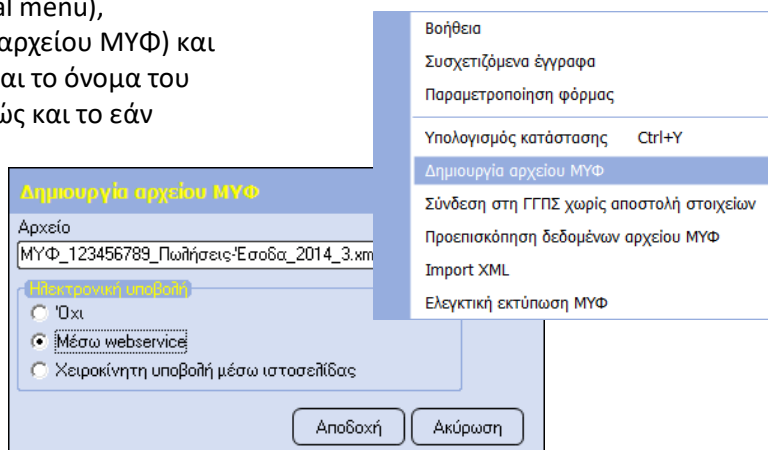 al menu),
αρχείου ΜΥΦ) και
αι το όνομα του
ώς και το εάν
Βοήθεια
Συσχετιζόμενα έγγραφα
Παραμετροποίηση φόρμας
Υπολογισμός κατάστασης Ctrl+Y
Δημιουργία αρχείου ΜΥΦ
Σύνδεση στη ΓΓΠΣ χωρίς αποστολή στοιχείων
Προεπισκόπηση δεδομένων αρχείου ΜΥΦ
Import XML
Ελεγκτική εκτύπωση ΜΥΦ
Δημιουργία αρχείου ΜΥΦ
Αρχείο
ΜΥΦ_123456789_Πωλήσεις-Έσοδα_2014_3.xm
Ηλεκτρονική υποβολή
Όχι
Μέσω webservice
Χειροκίνητη υποβολή μέσω ιστοσελίδας
Αποδοχή Ακύρωση